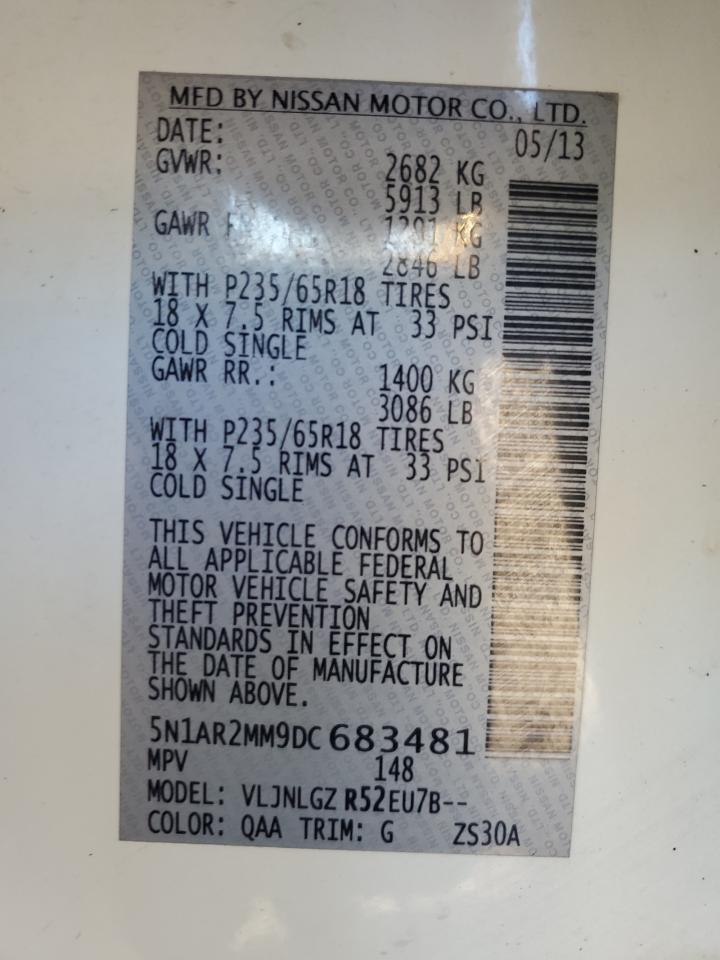 MFD BY NISSAN MOTOR CO., LTD.
DATE: 05/13
GVWR: 2682 KG
5913 LB
GAWR 1291 KG
2846 LB
WITH P235/65R18 TIRES
18 X 7.5 RIMS AT 33 PSI
COLD SINGLE
GAWR RR.: 1400 KG
3086 LB
WITH P235/65R18 TIRES
18 X 7.5 RIMS AT 33 PSI
COLD SINGLE
THIS VEHICLE CONFORMS TO
ALL APPLICABLE FEDERAL
MOTOR VEHICLE SAFETY AND
THEFT PREVENTION
STANDARDS IN EFFECT ON
THE DATE OF MANUFACTURE
SHOWN ABOVE.
5N1AR2MM9DC 683481
MPV 148
MODEL: VLJNLGZ R52EU7B--
COLOR: QAA TRIM: G ZS30A